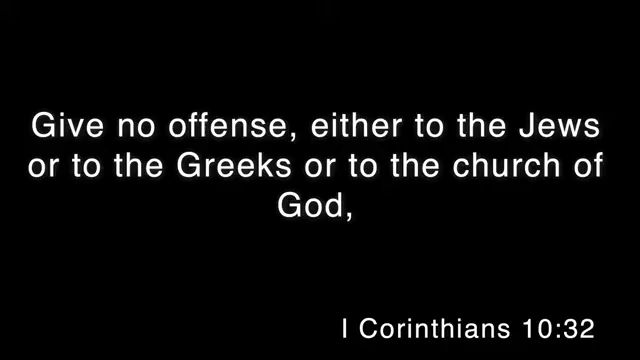 Give no offense, either to the Jews
or to the Greeks or to the church of
God,
I Corinthians 10:32